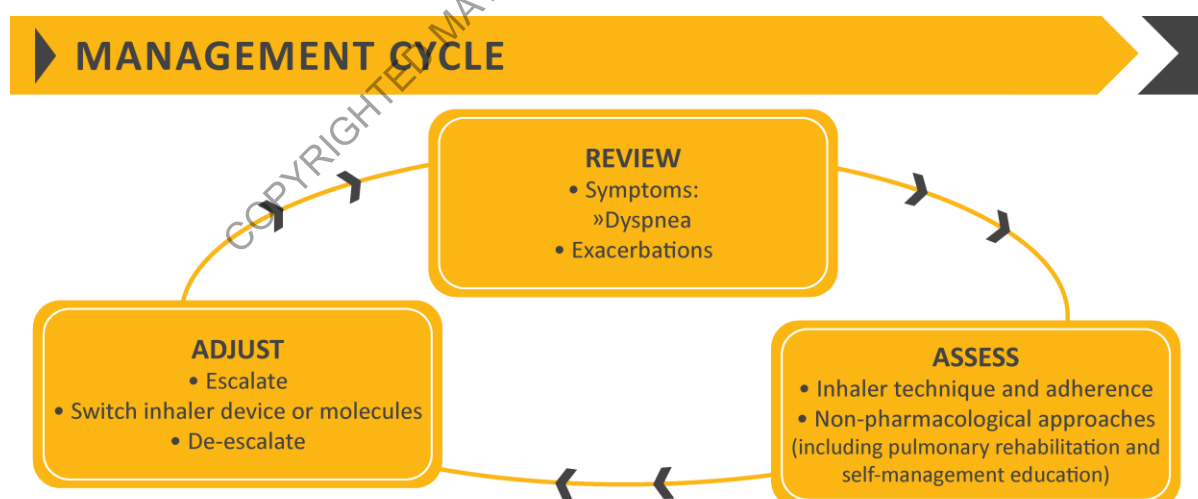 MANAGEMENT CYCLE
COPYRIGHTED
REVIEW
• Symptoms:
»Dyspnea
• Exacerbations
ADJUST
• Escalate
• Switch inhaler device or molecules
• De-escalate
ASSESS
• Inhaler technique and adherence
• Non-pharmacological approaches
(including pulmonary rehabilitation and
self-management education)